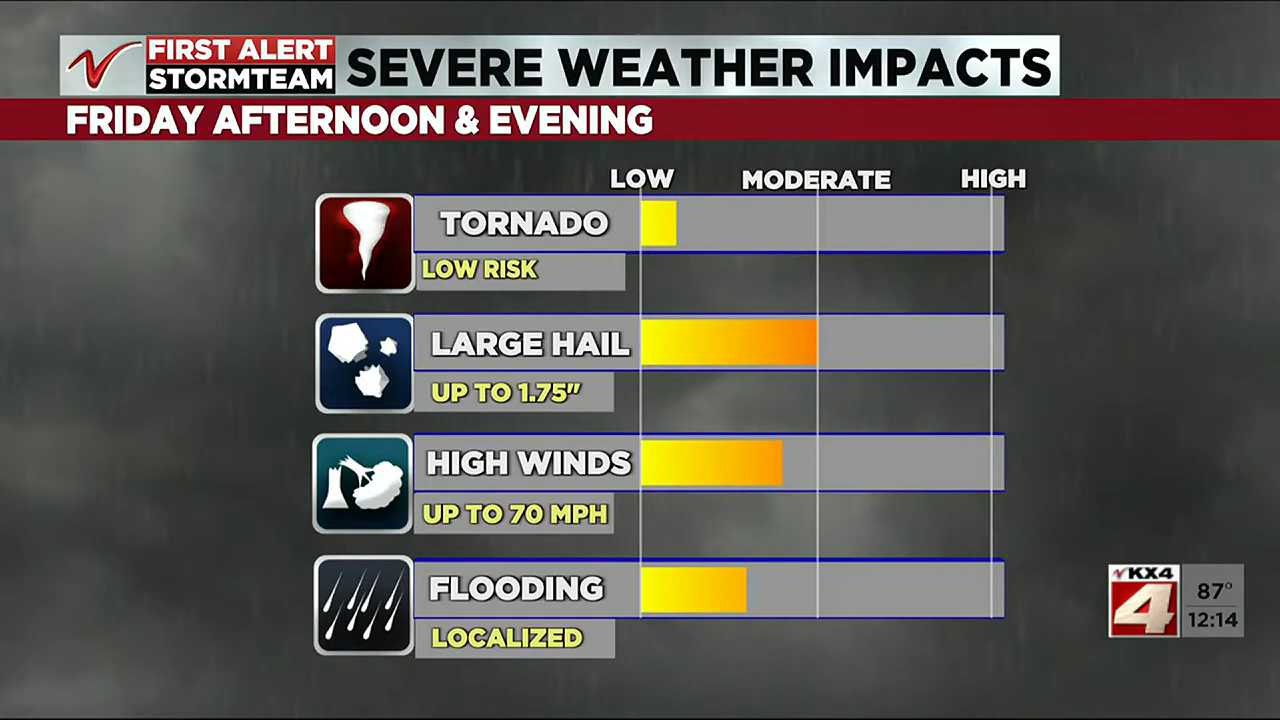 FIRST ALERT
STORMTEAM
SEVERE WEATHER IMPACTS
FRIDAY AFTERNOON & EVENING
LOW MODERATE HIGH
TORNADO
LOW RISK
LARGE HAIL
UP TO 1.75"
HIGH WINDS
UP TO 70 MPH
FLOODING
LOCALIZED
KX4
4
87°
12:14